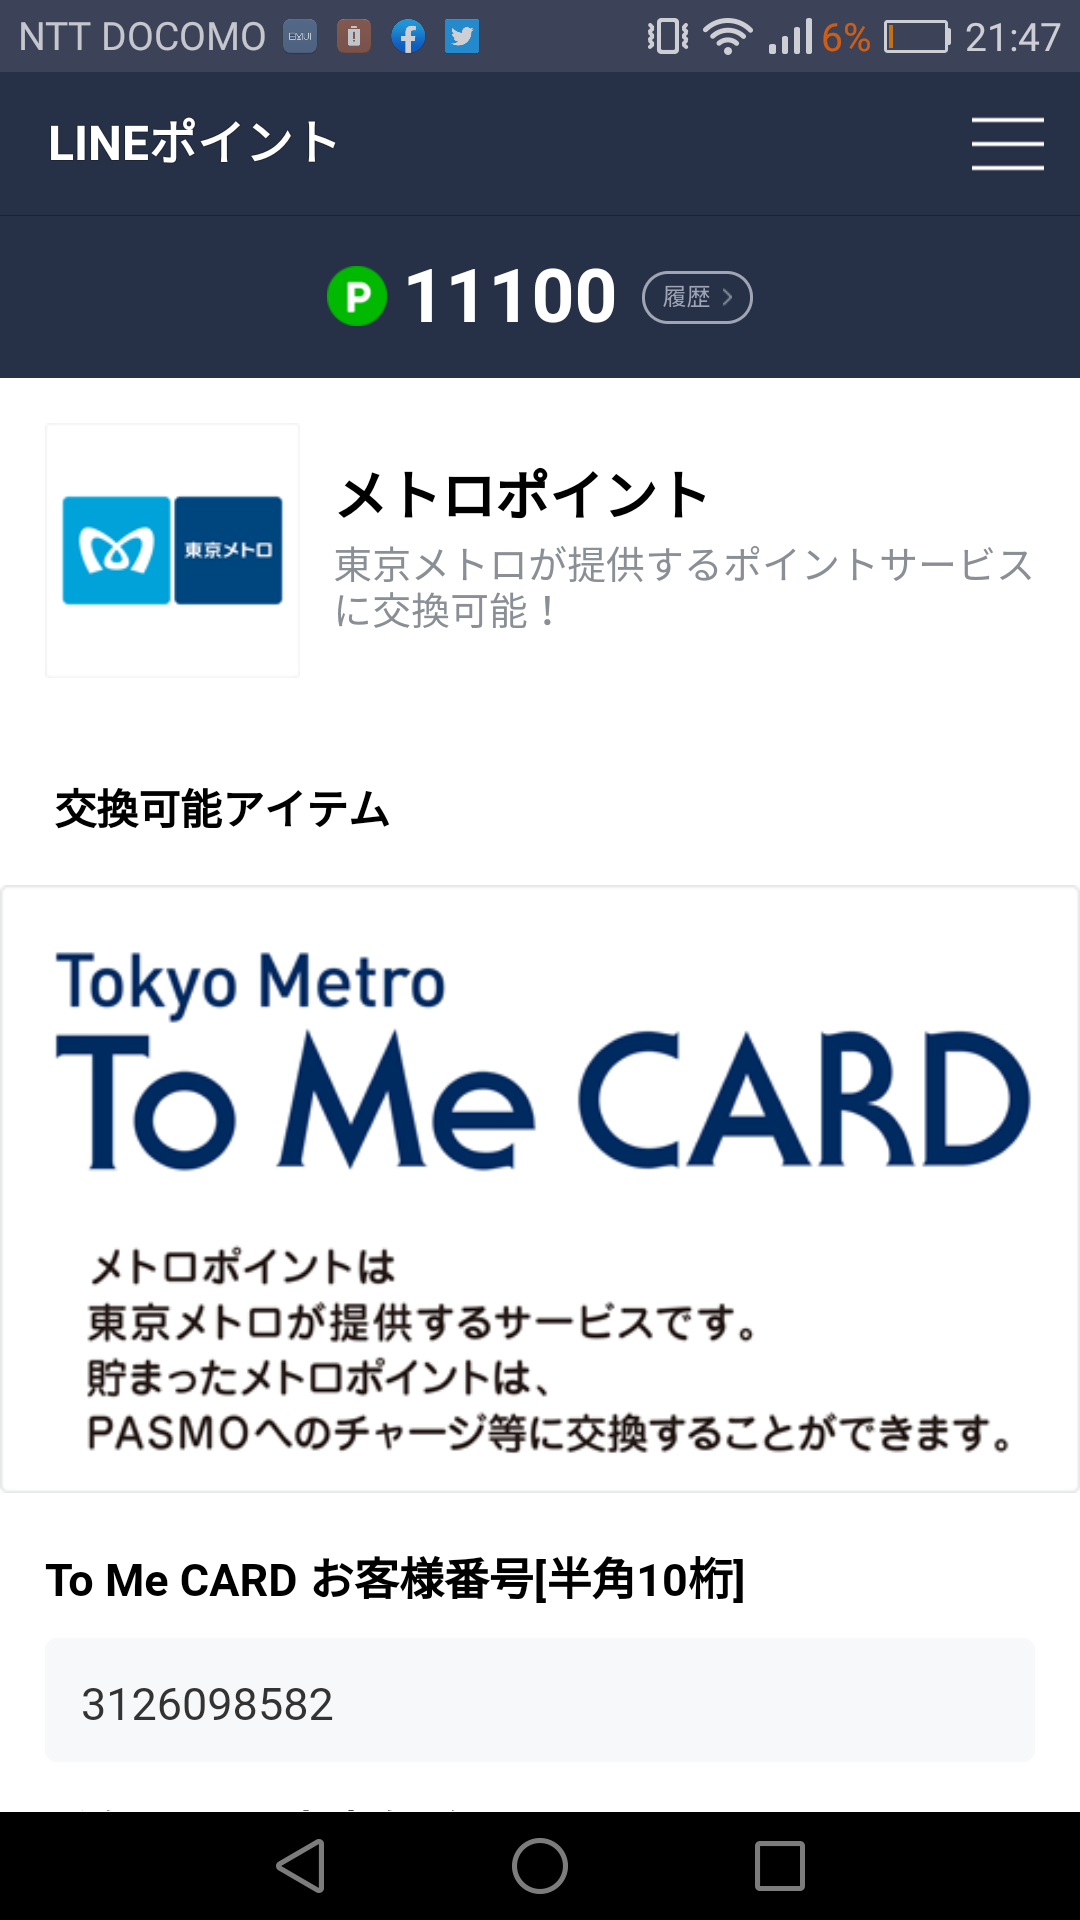 NTT DOCOMO EMUI 6% 21:47
LINEポイント
P 11100 履歴 >
東京メトロ
メトロポイント
東京メトロが提供するポイントサービス
に交換可能！
交換可能アイテム
Tokyo Metro
To Me CARD
メトロポイントは
東京メトロが提供するサービスです。
貯まったメトロポイントは、
PASMOへのチャージ等に交換することができます。
To Me CARD お客様番号[半角10桁]
3126098582